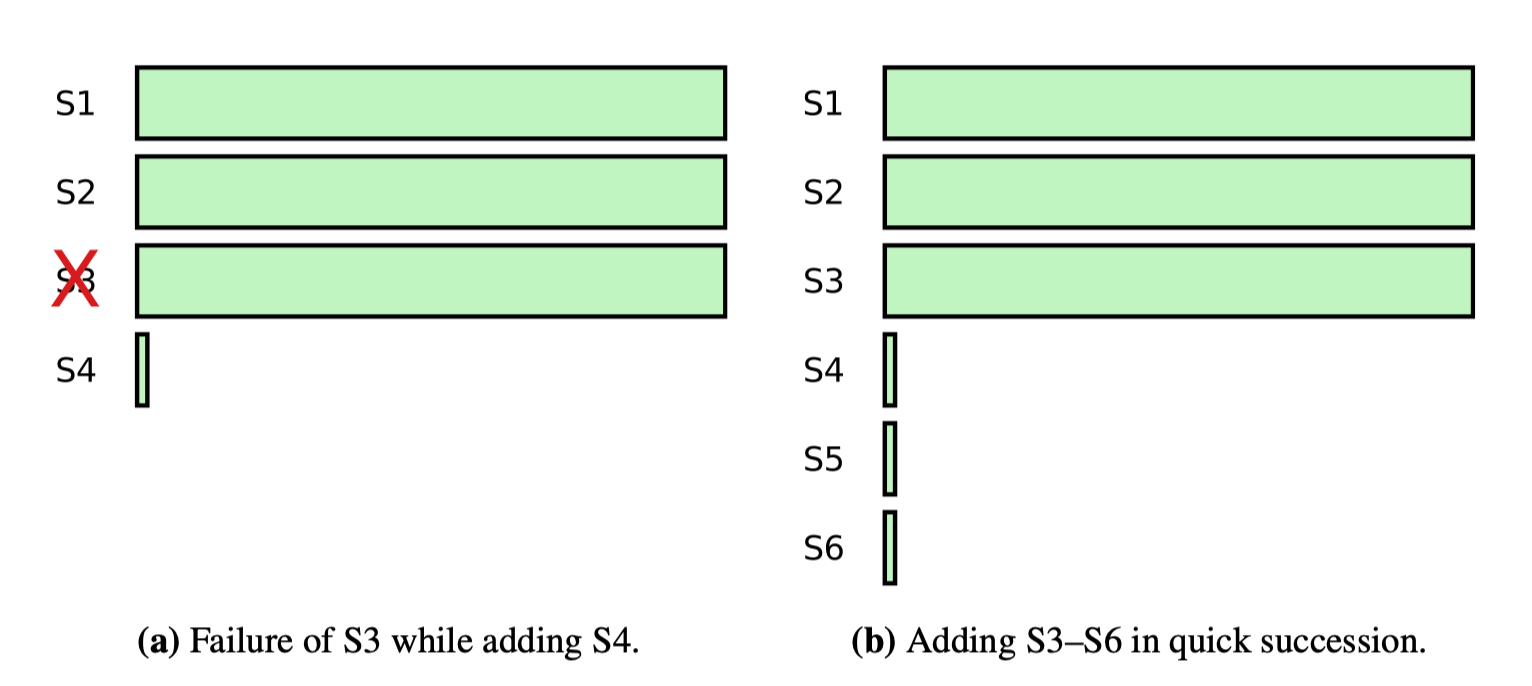 S1
S2
S3
S4
(a) Failure of S3 while adding S4.
S1
S2
S3
S4
S5
S6
(b) Adding S3–S6 in quick succession.